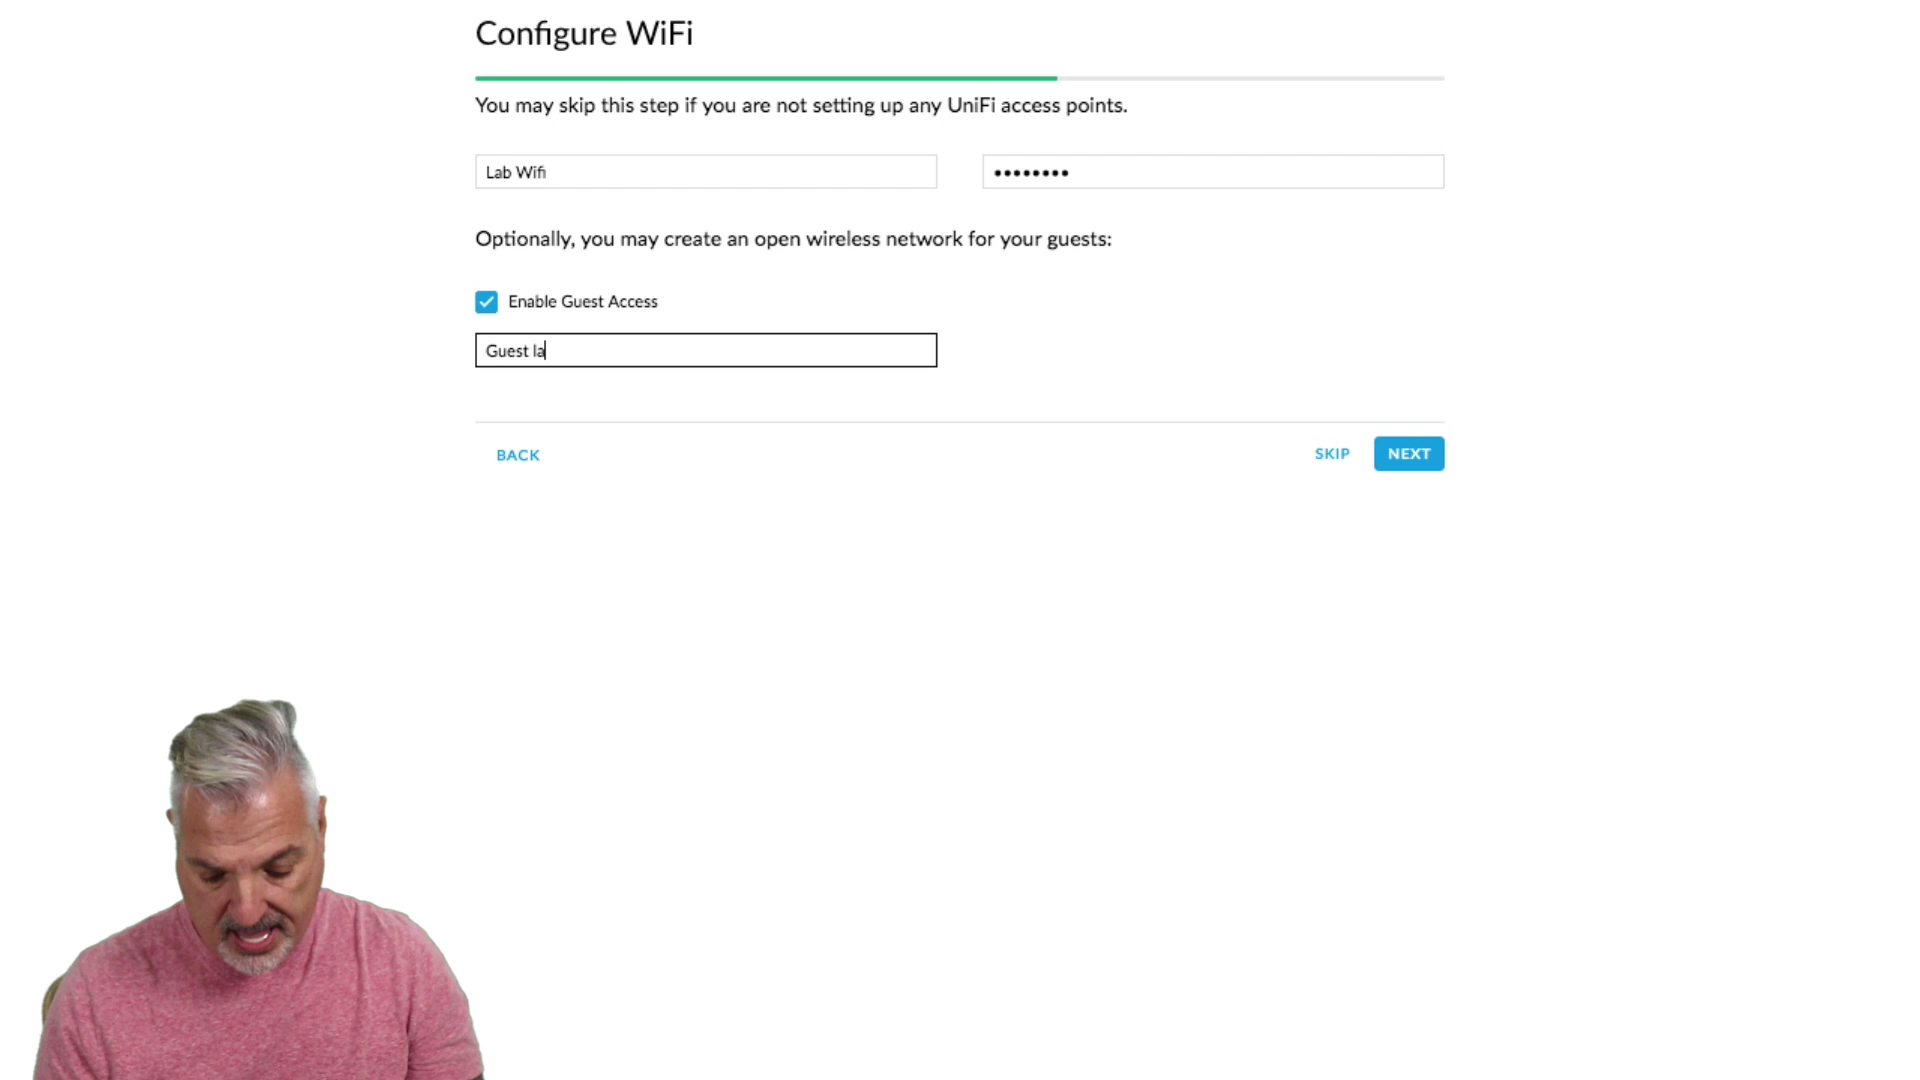 Configure WiFi
You may skip this step if you are not setting up any UniFi access points.
Lab Wifi
••••••••
Optionally, you may create an open wireless network for your guests:
Enable Guest Access
Guest la
BACK
SKIP
NEXT